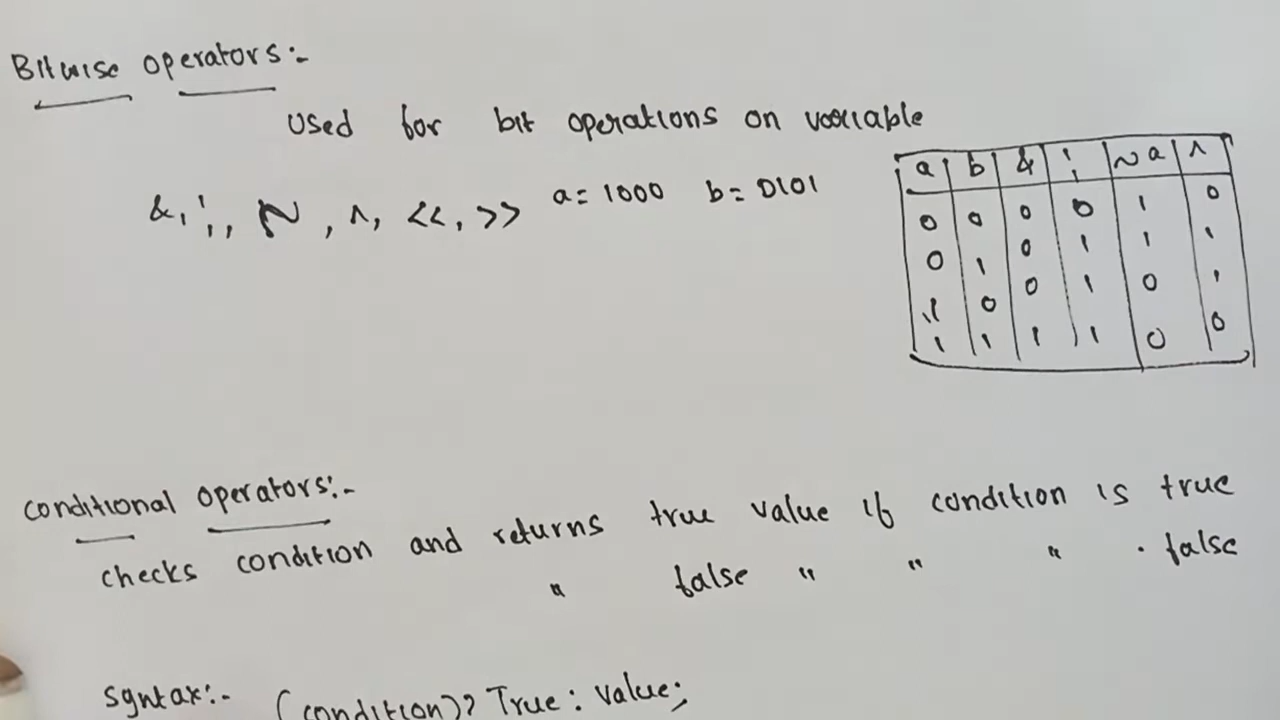 Bitwise operators:-
Used for bit operations on variable
&, ¦, ~, ^, <<, >> a = 1000 b = 0101
a b & ¦ ~a ^
0 0 0 0 1 0
0 1 0 1 1 1
1 0 0 1 0 1
1 1 1 1 0 0
Conditional operators:-
checks condition and returns true value if condition is true
" false " " " . false
Syntax:- (condition)? True : value;